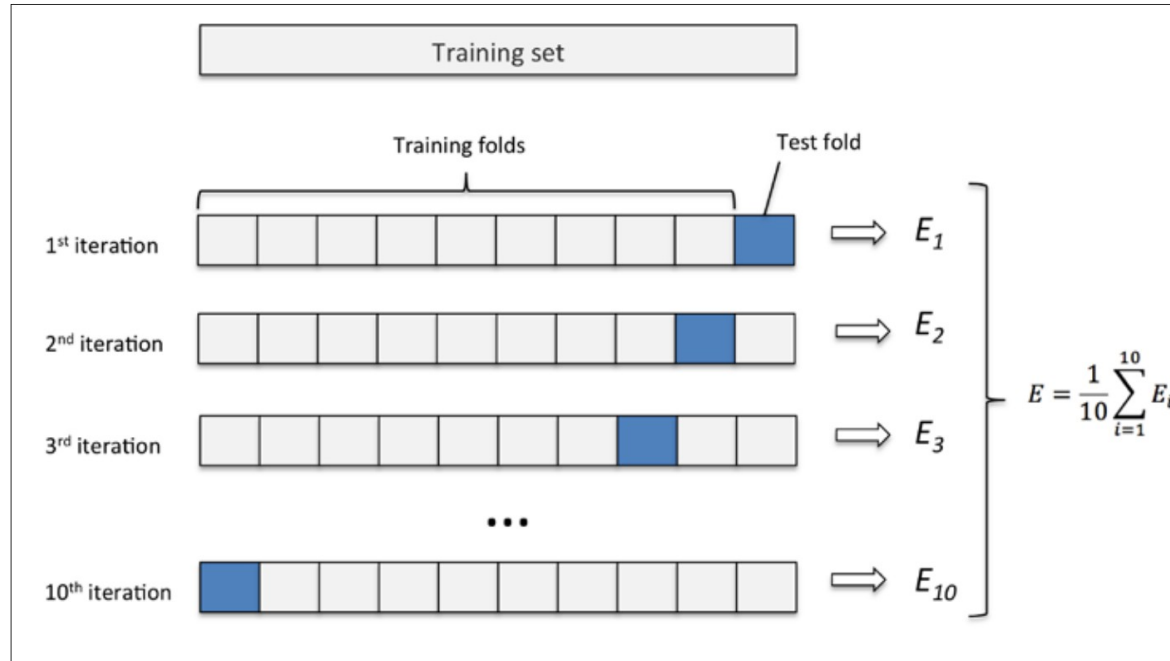 Training set
Training folds
Test fold
1st iteration
E1
2nd iteration
E2
E = 1/10 ∑ i=1 10 Ei
3rd iteration
E3
...
10th iteration
E10